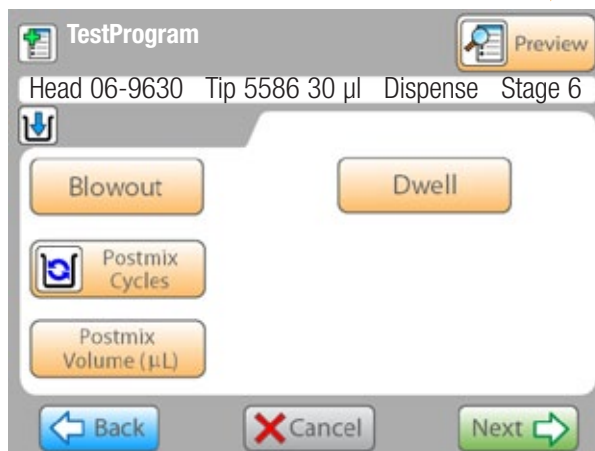 TestProgram
Preview
Head 06-9630 Tip 5586 30 µl Dispense Stage 6
Blowout
Dwell
Postmix
Cycles
Postmix
Volume (µL)
Back
Cancel
Next